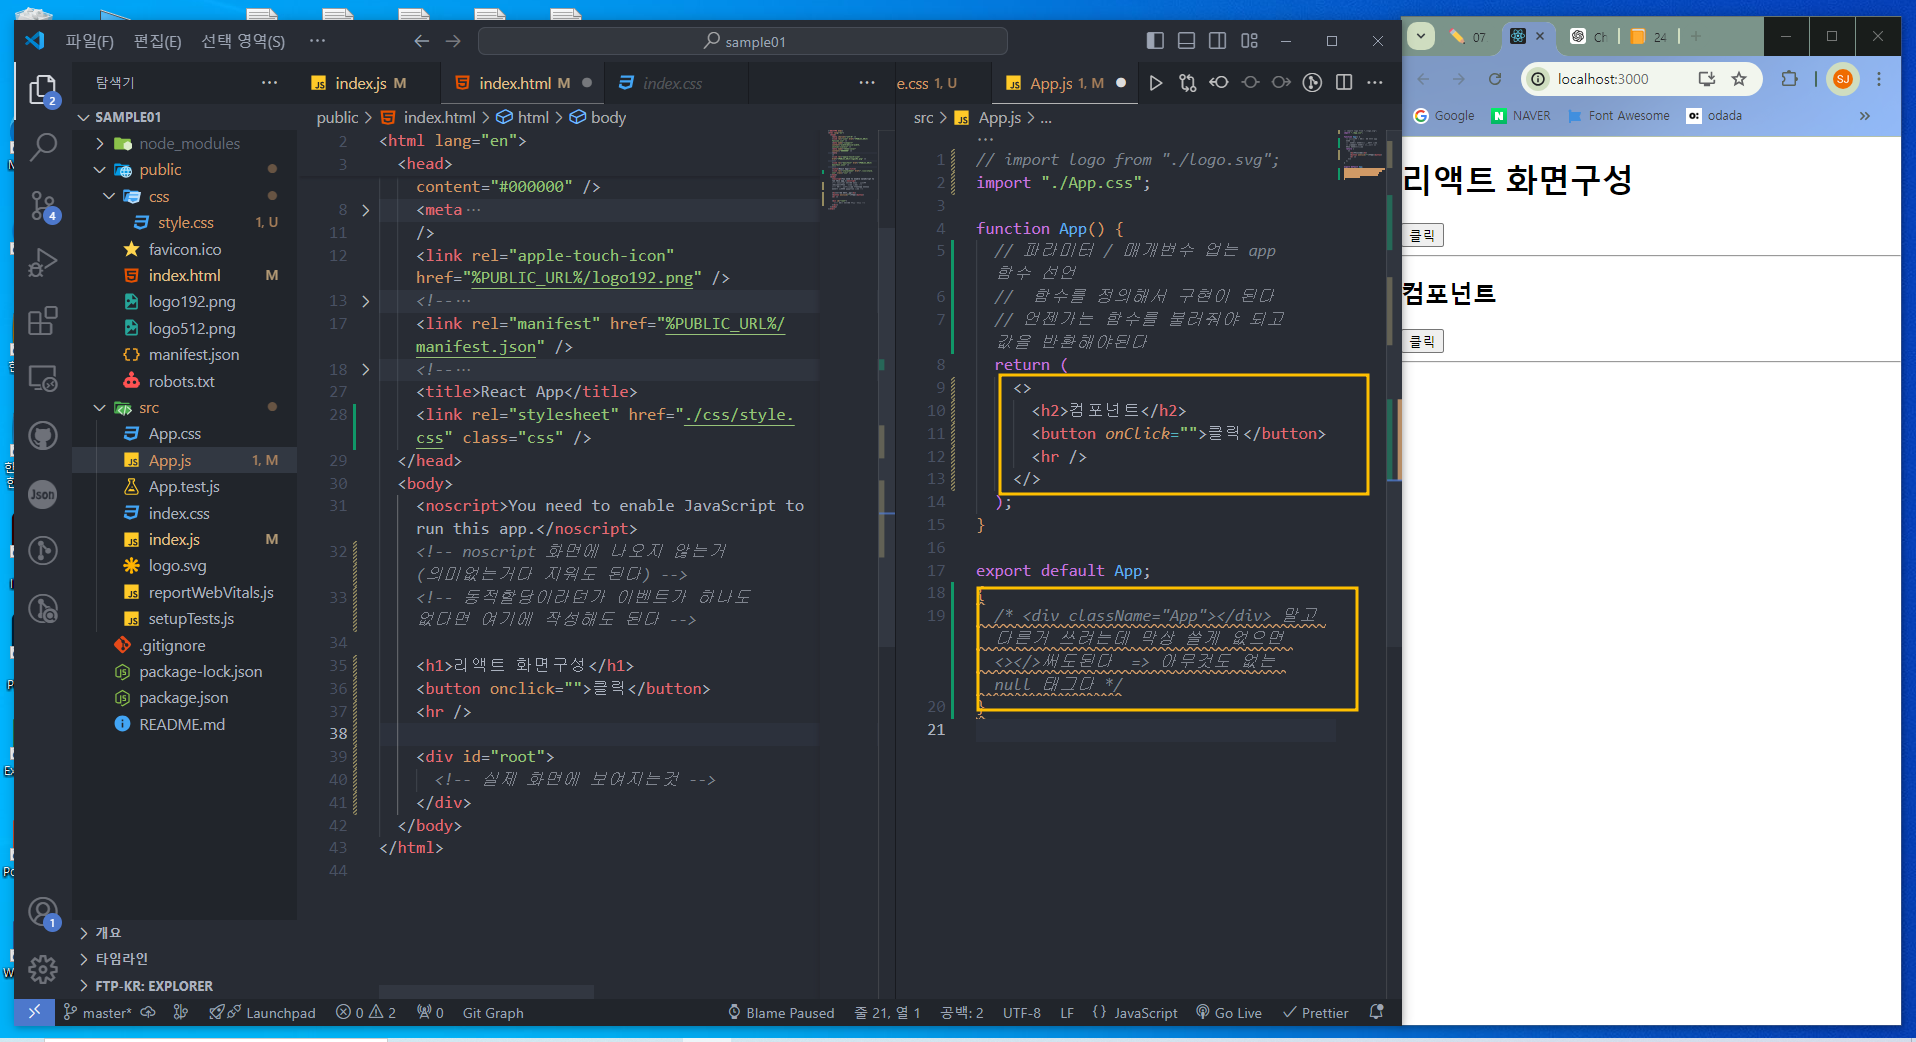 파일(F) 편집(E) 선택 영역(S) ··· sample01
탐색기 ···
SAMPLE01
node_modules
public
css
style.css 1, U
favicon.ico
index.html M
logo192.png
logo512.png
manifest.json
robots.txt
src
App.css
App.js 1, M
App.test.js
index.css
index.js M
logo.svg
reportWebVitals.js
setupTests.js
.gitignore
package-lock.json
package.json
README.md
개요
타임라인
FTP-KR: EXPLORER
2
4
1
Json
index.js M index.html M index.css ···
public > index.html > html > body
2 <html lang="en">
3 <head>
content="#000000" />
8 <meta ···
11 />
12 <link rel="apple-touch-icon"
href="%PUBLIC_URL%/logo192.png" />
13 <!-- ···
17 <link rel="manifest" href="%PUBLIC_URL%/
manifest.json" />
18 <!-- ···
27 <title>React App</title>
28 <link rel="stylesheet" href="./css/style.
css" class="css" />
29 </head>
30 <body>
31 <noscript>You need to enable JavaScript to
run this app.</noscript>
32 <!-- noscript 화면에 나오지 않는거
(의미없는거다 지워도 된다) -->
33 <!-- 동적할당이라던가 이벤트가 하나도
없다면 여기에 작성해도 된다 -->
34
35 <h1>리액트 화면구성</h1>
36 <button onclick="">클릭</button>
37 <hr />
38
39 <div id="root">
40 <!-- 실제 화면에 보여지는것 -->
41 </div>
42 </body>
43 </html>
44
e.css 1, U App.js 1, M ···
src > App.js > ...
···
1 // import logo from "./logo.svg";
2 import "./App.css";
3
4 function App() {
5 // 파라미터 / 매개변수 없는 app
함수 선언
6 // 함수를 정의해서 구현이 된다
7 // 언젠가는 함수를 불러줘야 되고
값을 반환해야된다
8 return (
9 <>
10 <h2>컴포넌트</h2>
11 <button onClick="">클릭</button>
12 <hr />
13 </>
14 );
15 }
16
17 export default App;
18 {
19 /* <div className="App"></div> 말고
다른거 쓰려는데 막상 쓸게 없으면
<></>써도된다 => 아무것도 없는
null 태그다 */
20 }
21
master* Launchpad 0 2 0 Git Graph Blame Paused 줄 21, 열 1 공백: 2 UTF-8 LF {} JavaScript Go Live Prettier
07 Ch 24
localhost:3000 SJ
Google NAVER Font Awesome odada »
리액트 화면구성
클릭
컴포넌트
클릭